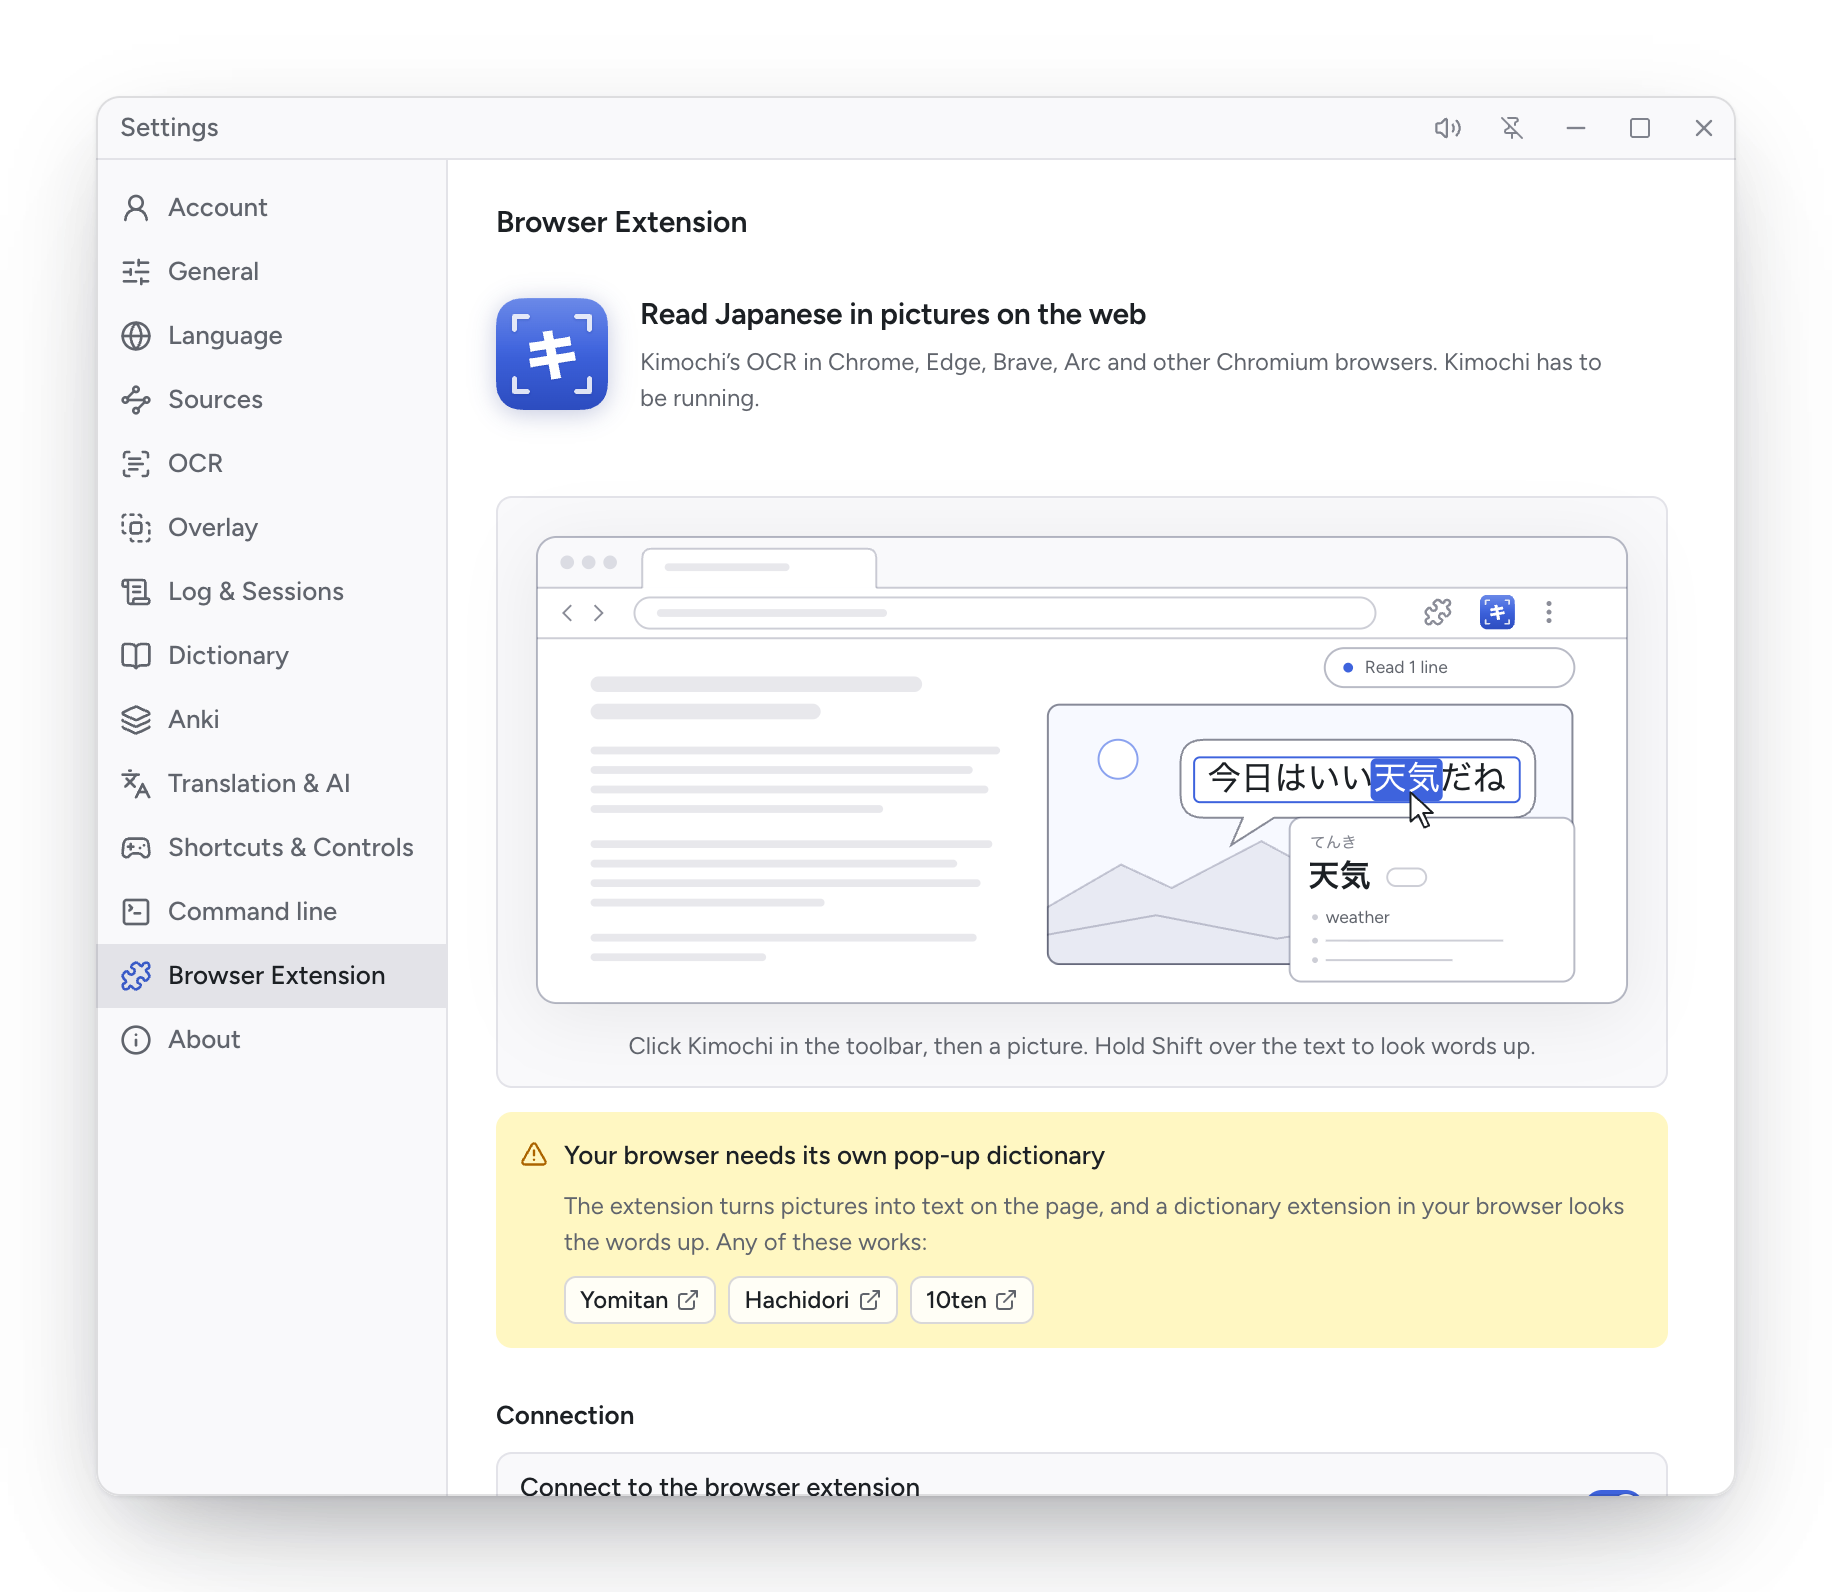 Settings
Account
General
Language
Sources
OCR
Overlay
Log & Sessions
Dictionary
Anki
Translation & AI
Shortcuts & Controls
Command line
Browser Extension
About
Browser Extension
キ
Read Japanese in pictures on the web
Kimochi’s OCR in Chrome, Edge, Brave, Arc and other Chromium browsers. Kimochi has to
be running.
キ
Read 1 line
今日はいい天気だね
てんき
天気
weather
Click Kimochi in the toolbar, then a picture. Hold Shift over the text to look words up.
Your browser needs its own pop-up dictionary
The extension turns pictures into text on the page, and a dictionary extension in your browser looks
the words up. Any of these works:
Yomitan
Hachidori
10ten
Connection
Connect to the browser extension